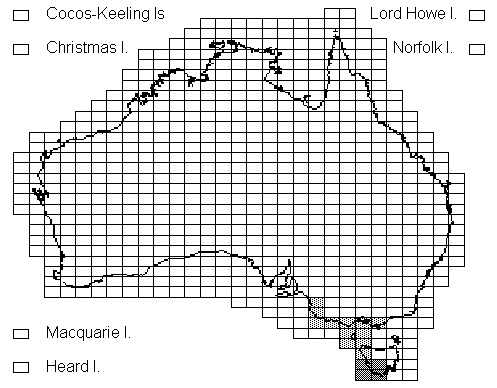 Cocos-Keeling Is
Lord Howe I.
Christmas I.
Norfolk I.
Macquarie I.
Heard I.